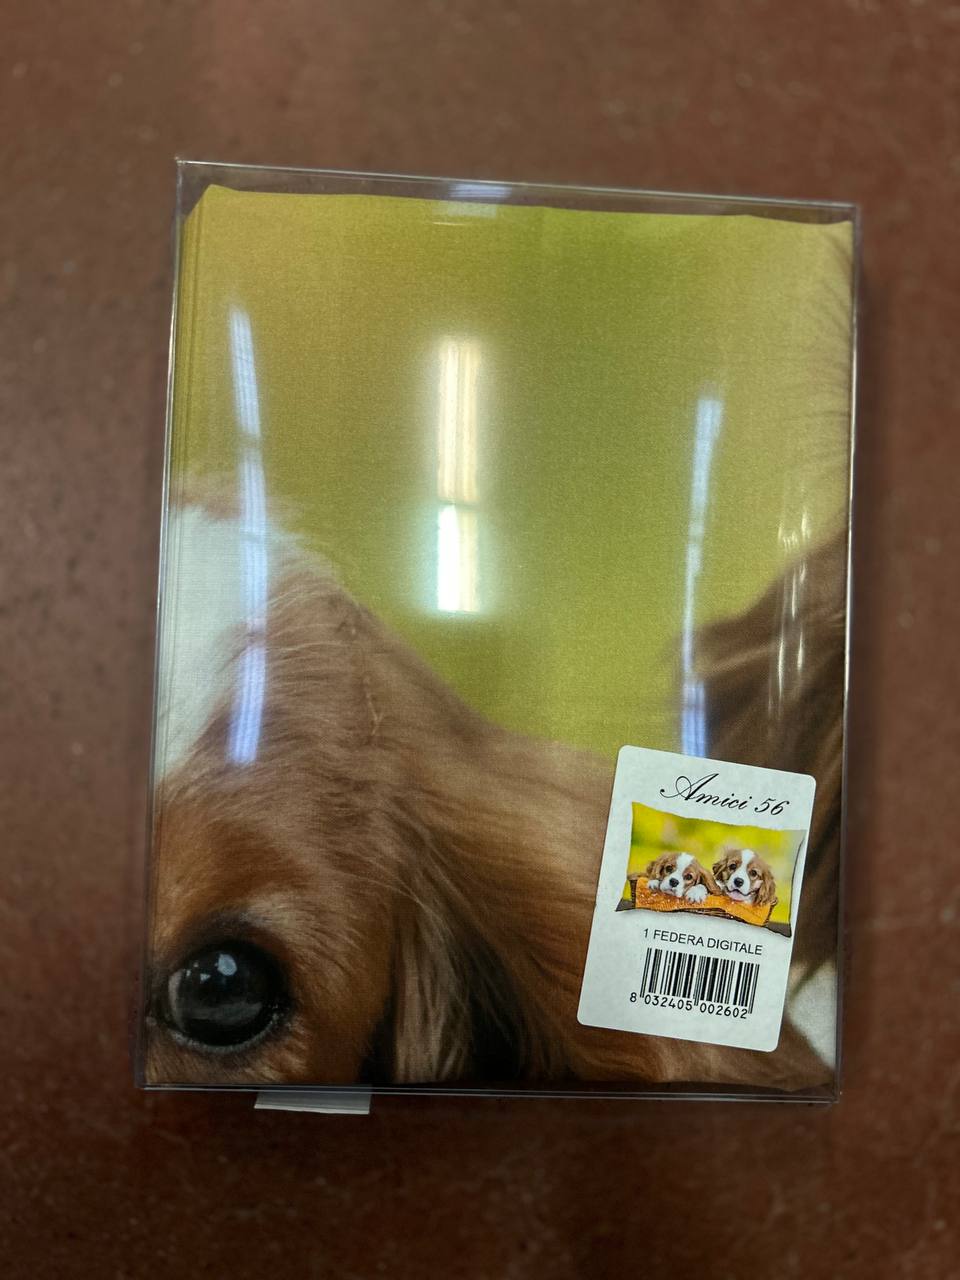 Amici 56
1 FEDERA DIGITALE
8 032405 002602